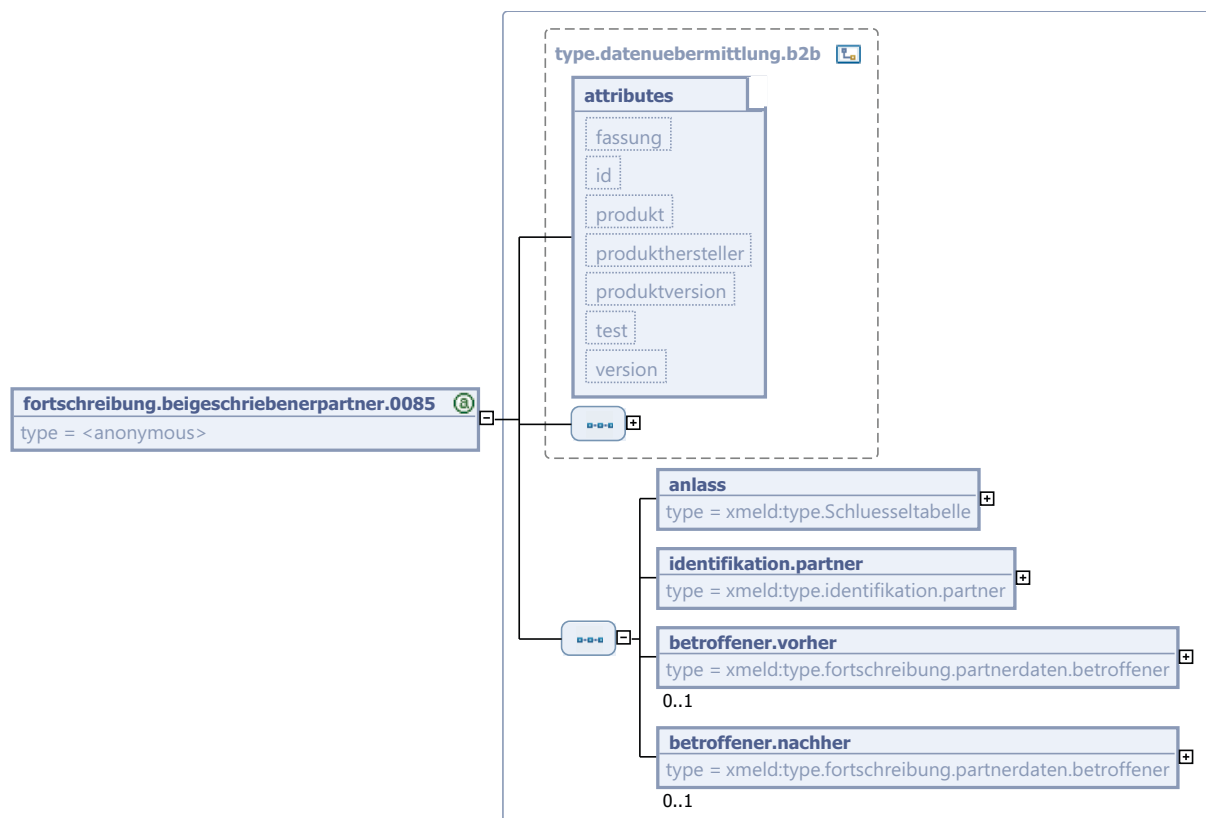 type.datenuebermittlung.b2b
attributes
fassung
id
produkt
produkthersteller
produktversion
test
version
fortschreibung.beigeschriebenerpartner.0085
type = <anonymous>
anlass
type = xmeld:type.Schluesseltabelle
identifikation.partner
type = xmeld:type.identifikation.partner
betroffener.vorher
type = xmeld:type.fortschreibung.partnerdaten.betroffener
0..1
betroffener.nachher
type = xmeld:type.fortschreibung.partnerdaten.betroffener
0..1